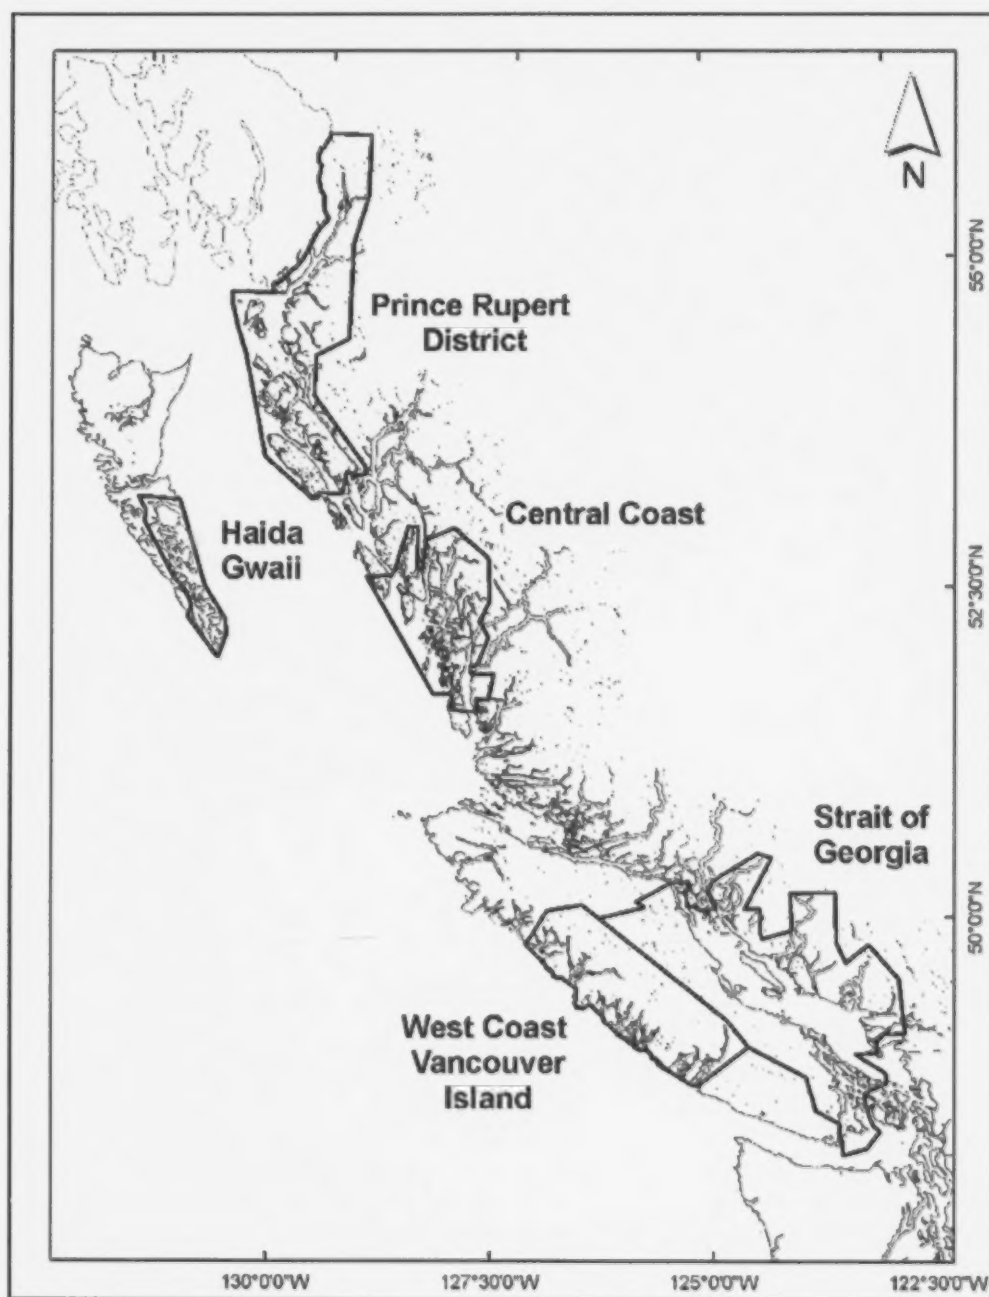 N
55°0'0"N
Prince Rupert
District
Central Coast
Haida
Gwaii
52°30'0"N
Strait of
Georgia
50°0'0"N
West Coast
Vancouver
Island
130°0'0"W
127°30'0"W
125°0'0"W
122°30'0"W